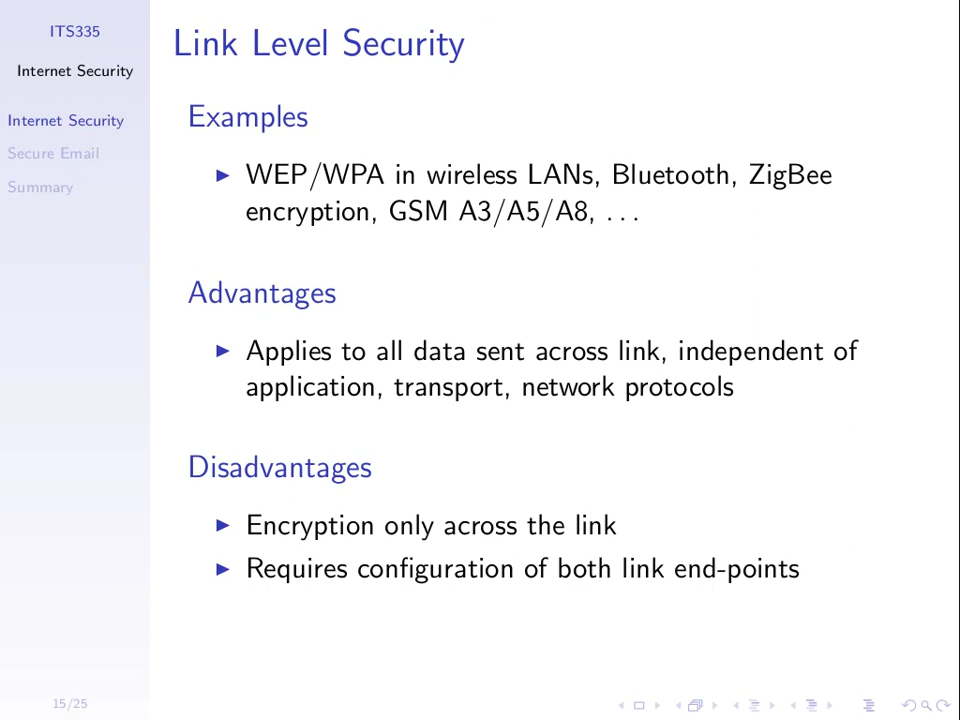 ITS335
Internet Security
Internet Security
Secure Email
Summary
Link Level Security
Examples
WEP/WPA in wireless LANs, Bluetooth, ZigBee
encryption, GSM A3/A5/A8, . . .
Advantages
Applies to all data sent across link, independent of
application, transport, network protocols
Disadvantages
Encryption only across the link
Requires configuration of both link end-points
15/25